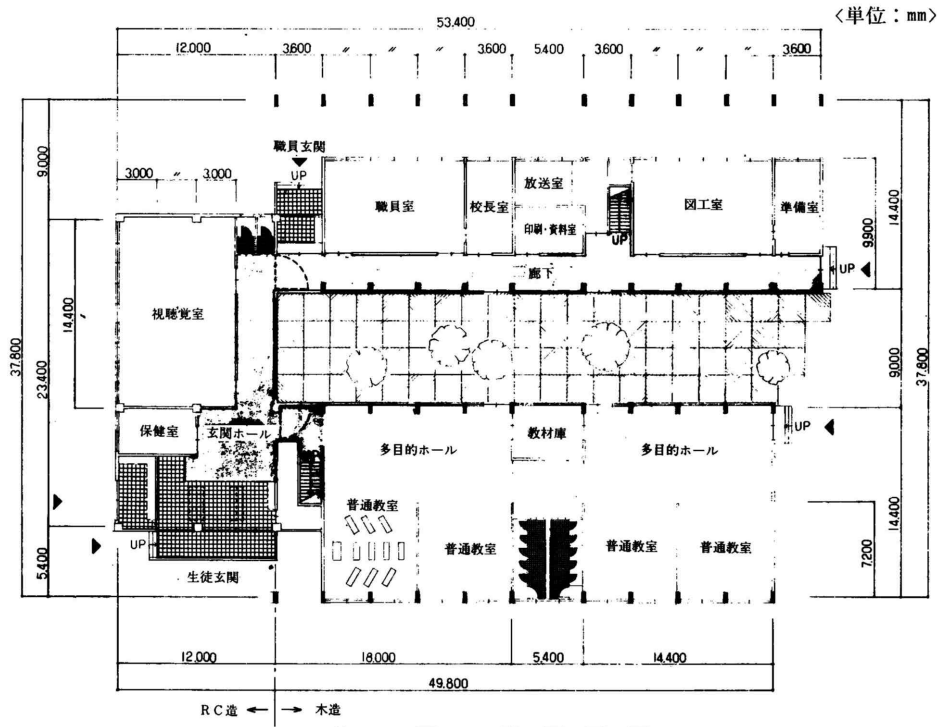 〈単位：mm〉
53.400
12.000 3.600 〃 〃 3.600 5.400 3.600 〃 〃 〃 3.600
職員玄関
UP
3.000 〃 3.000
9.000
放送室
職員室 校長室 図工室 準備室
印刷・資料室
UP
14.400
9.900
廊下
UP
視聴覚室
14.400
〃
37.800
23.400
9.000
37.800
保健室 玄関ホール
UP
多目的ホール 教材庫 多目的ホール
UP
普通教室
普通教室 普通教室 普通教室
UP
生徒玄関
5.400
14.400
7.200
12.000 18.000 5.400 14.400
49.800
RC造 ← → 木造